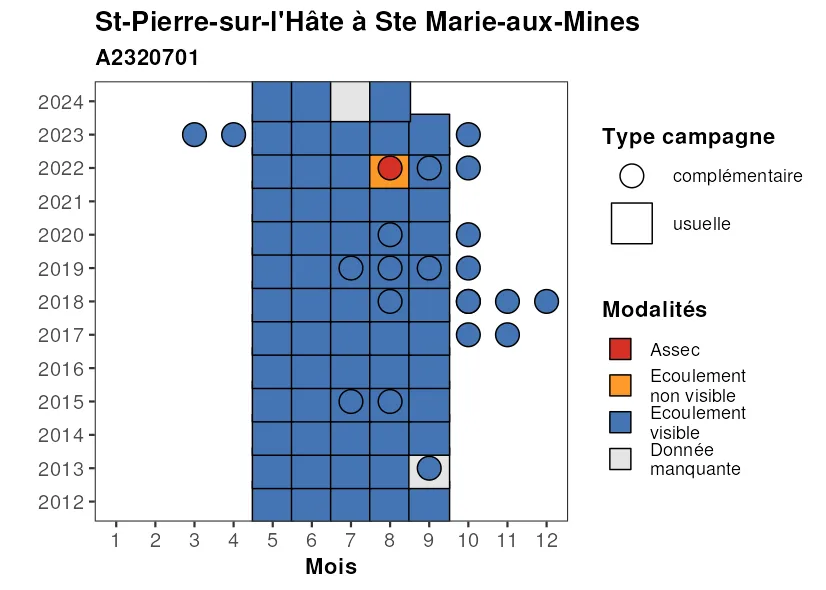 St-Pierre-sur-l'Hâte à Ste Marie-aux-Mines
A2320701
2024
2023
2022
2021
2020
2019
2018
2017
2016
2015
2014
2013
2012
1 2 3 4 5 6 7 8 9 10 11 12
Mois
Type campagne
complémentaire
usuelle
Modalités
Assec
Ecoulement
non visible
Ecoulement
visible
Donnée
manquante